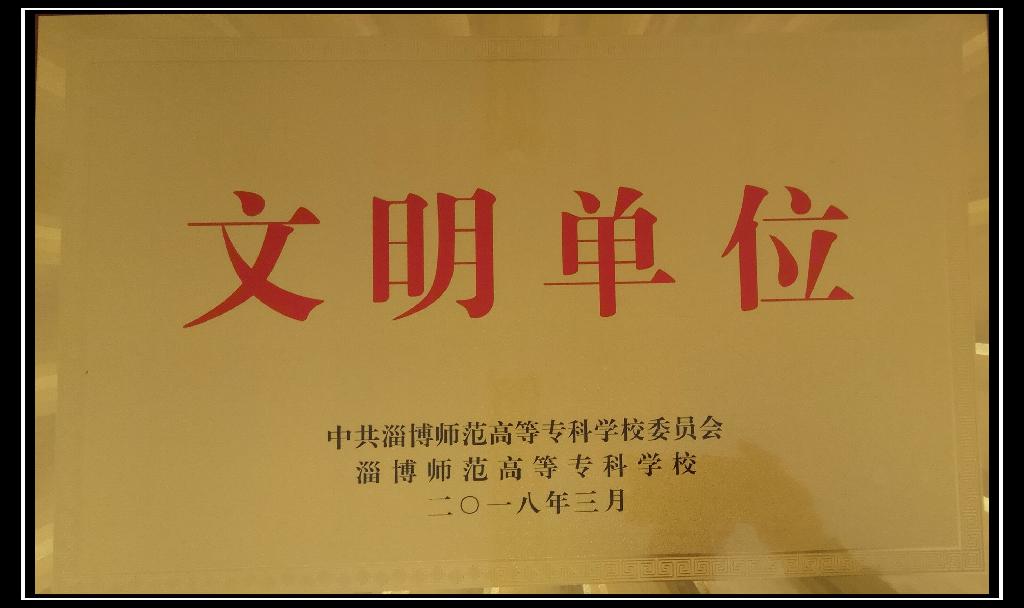 文明单位
中共淄博师范高等专科学校委员会
淄博师范高等专科学校
二〇一八年三月